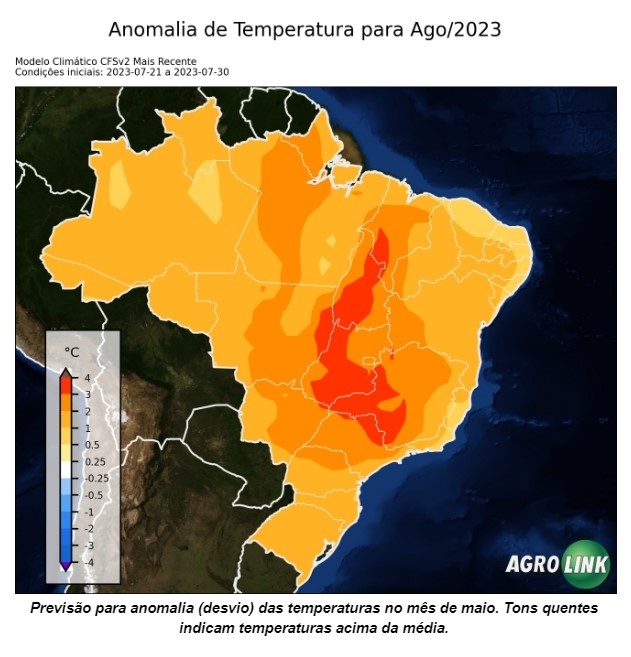 Anomalia de Temperatura para Ago/2023
Modelo Climático CFSv2 Mais Recente
Condições iniciais: 2023-07-21 a 2023-07-30
°C
4
3
2
1
0.5
0.25
-0.25
-0.5
-1
-2
-3
-4
AGROLINK
Previsão para anomalia (desvio) das temperaturas no mês de maio. Tons quentes
indicam temperaturas acima da média.